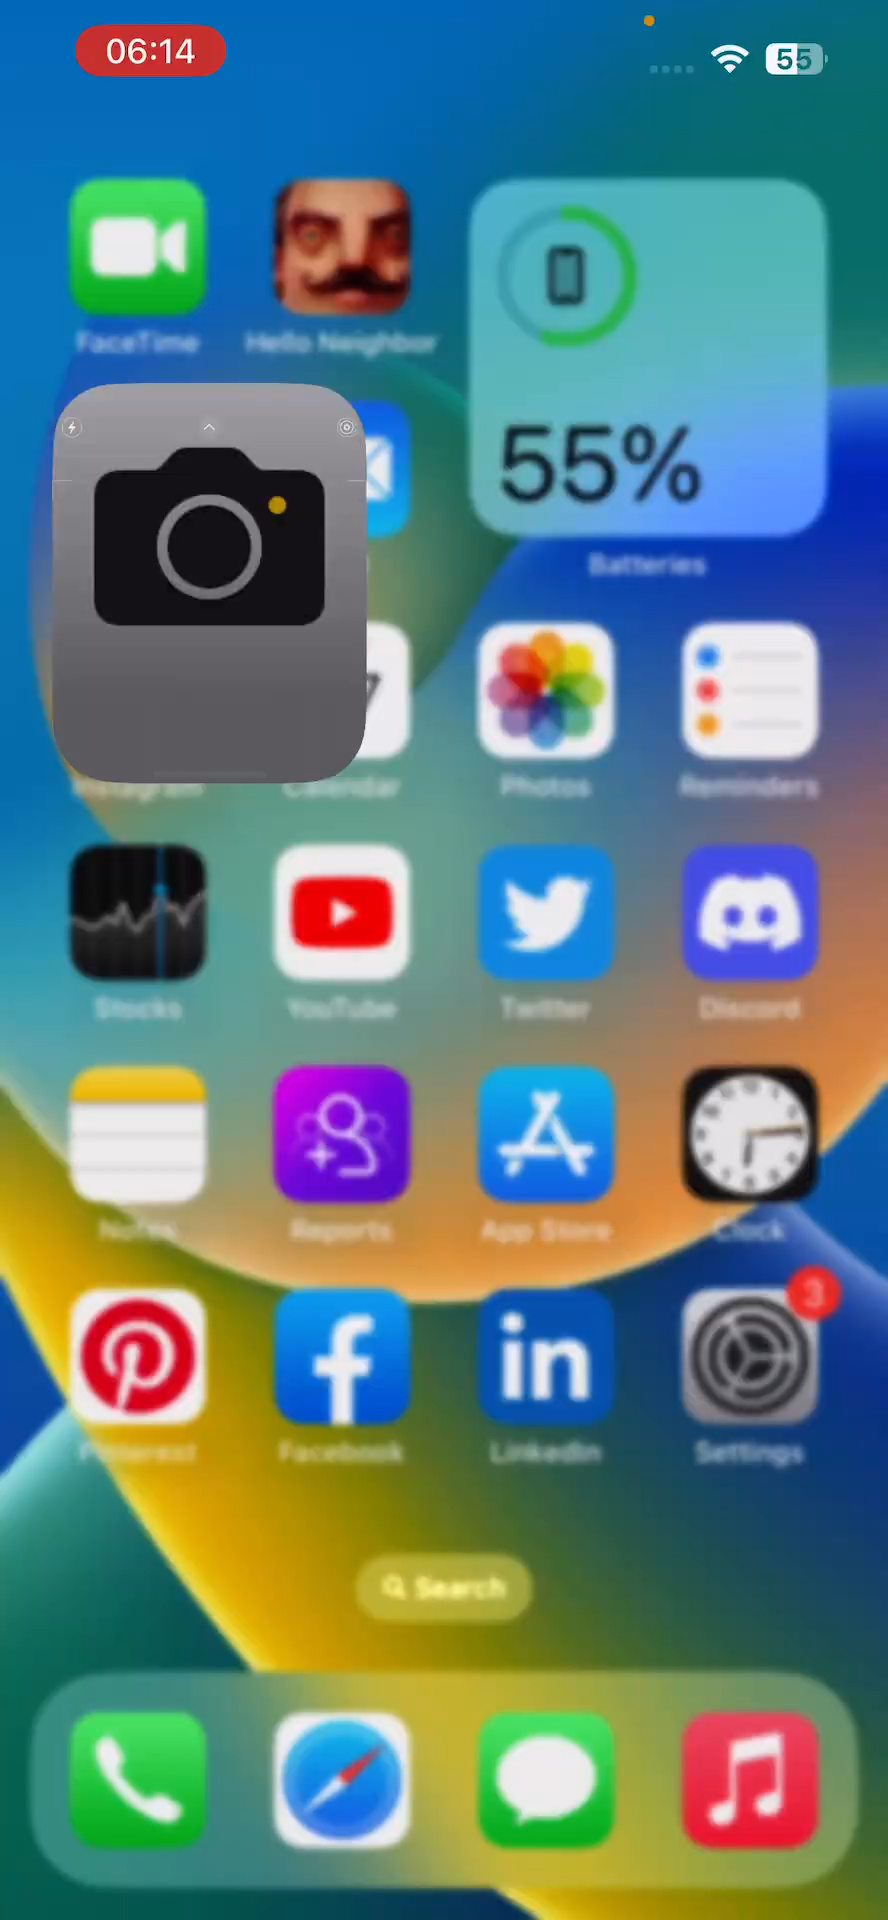 06:14
55
FaceTime
Hello Neighbor
55%
Batteries
Instagram
Calendar
Photos
Reminders
Stocks
YouTube
Twitter
Discord
Notes
Reports
App Store
Clock
3
in
Pinterest
Facebook
LinkedIn
Settings
Search